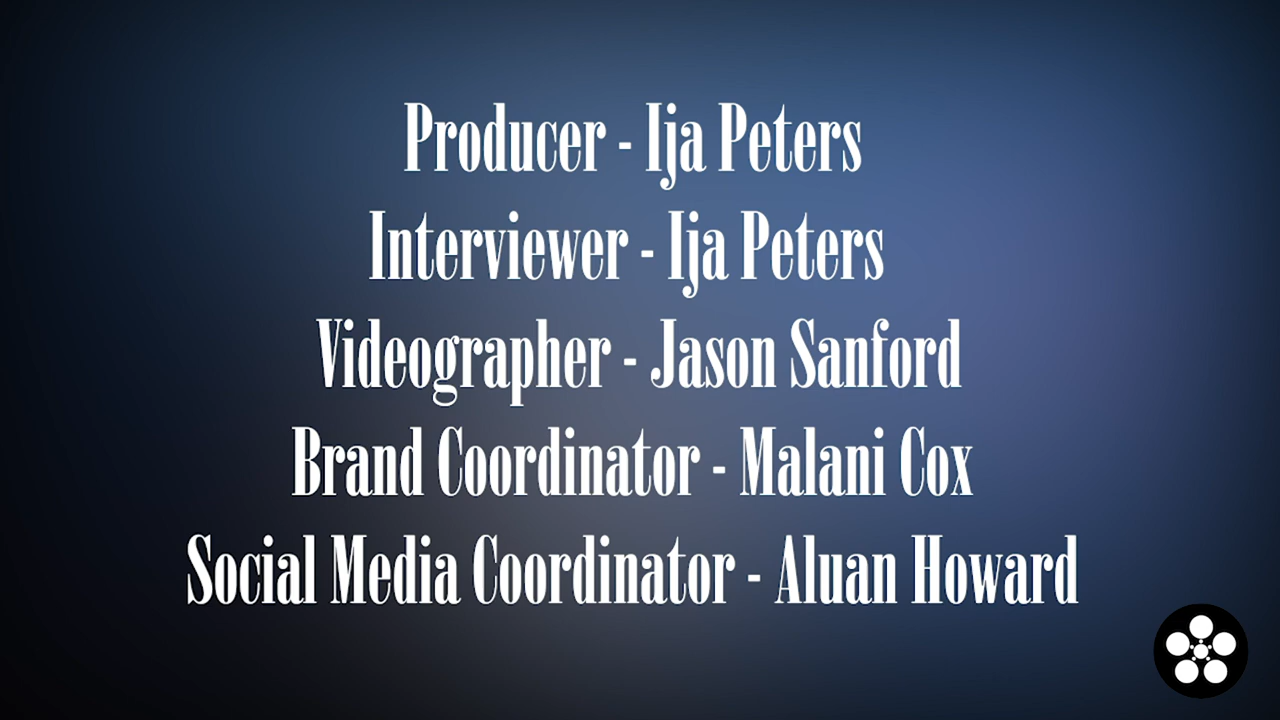 Producer - Ija Peters
Interviewer - Ija Peters
Videographer - Jason Sanford
Brand Coordinator - Malani Cox
Social Media Coordinator - Aluan Howard